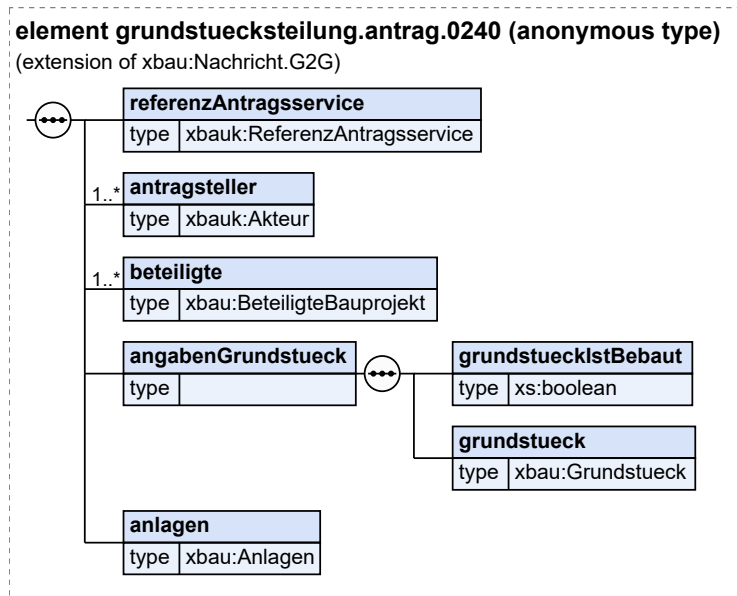 element grundstuecksteilung.antrag.0240 (anonymous type)
(extension of xbau:Nachricht.G2G)
referenzAntragsservice
type xbauk:ReferenzAntragsservice
1..* antragsteller
type xbauk:Akteur
1..* beteiligte
type xbau:BeteiligteBauprojekt
angabenGrundstueck
type
grundstueckIstBebaut
type xs:boolean
grundstueck
type xbau:Grundstueck
anlagen
type xbau:Anlagen